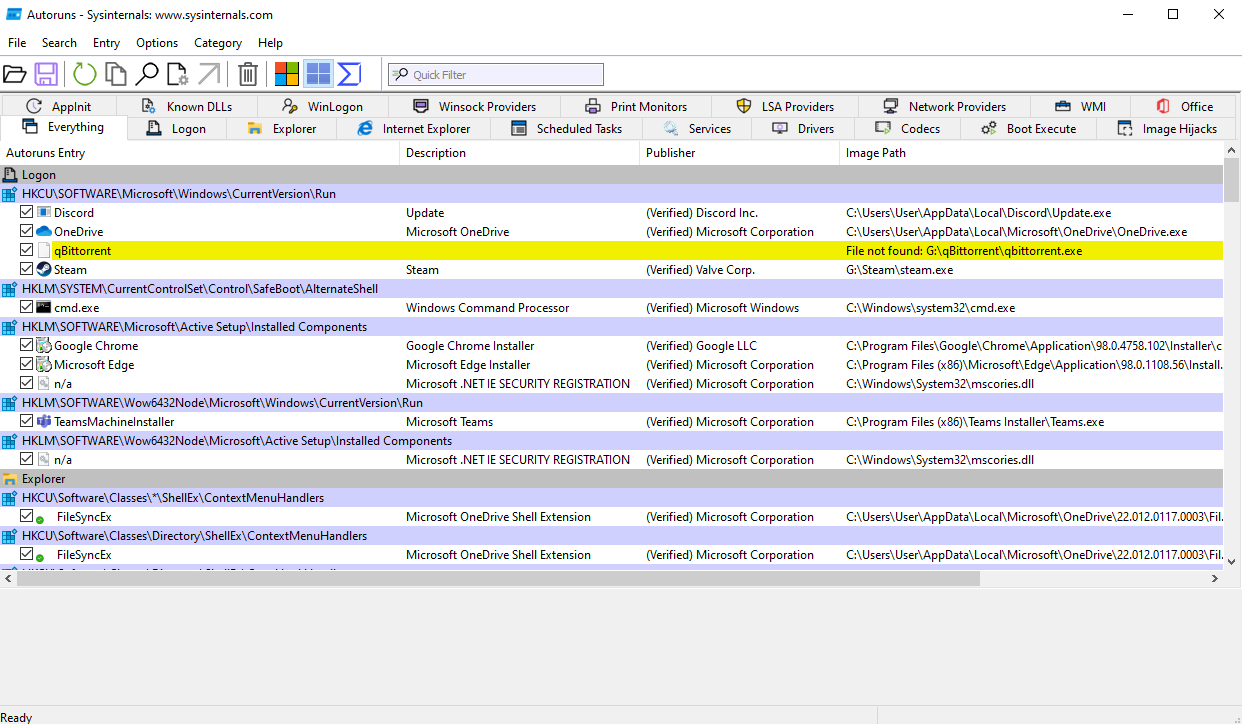 Autoruns - Sysinternals: www.sysinternals.com
File Search Entry Options Category Help
Quick Filter
AppInit Known DLLs WinLogon Winsock Providers Print Monitors LSA Providers Network Providers WMI Office
Everything Logon Explorer Internet Explorer Scheduled Tasks Services Drivers Codecs Boot Execute Image Hijacks
Autoruns Entry Description Publisher Image Path
Logon
HKCU\SOFTWARE\Microsoft\Windows\CurrentVersion\Run
Discord Update (Verified) Discord Inc. C:\Users\User\AppData\Local\Discord\Update.exe
OneDrive Microsoft OneDrive (Verified) Microsoft Corporation C:\Users\User\AppData\Local\Microsoft\OneDrive\OneDrive.exe
qBittorrent File not found: G:\qBittorrent\qbittorrent.exe
Steam Steam (Verified) Valve Corp. G:\Steam\steam.exe
HKLM\SYSTEM\CurrentControlSet\Control\SafeBoot\AlternateShell
cmd.exe Windows Command Processor (Verified) Microsoft Windows C:\Windows\system32\cmd.exe
HKLM\SOFTWARE\Microsoft\Active Setup\Installed Components
Google Chrome Google Chrome Installer (Verified) Google LLC C:\Program Files\Google\Chrome\Application\98.0.4758.102\Installer\c
Microsoft Edge Microsoft Edge Installer (Verified) Microsoft Corporation C:\Program Files (x86)\Microsoft\Edge\Application\98.0.1108.56\Install.
n/a Microsoft .NET IE SECURITY REGISTRATION (Verified) Microsoft Corporation C:\Windows\System32\mscories.dll
HKLM\SOFTWARE\Wow6432Node\Microsoft\Windows\CurrentVersion\Run
TeamsMachineInstaller Microsoft Teams (Verified) Microsoft Corporation C:\Program Files (x86)\Teams Installer\Teams.exe
HKLM\SOFTWARE\Wow6432Node\Microsoft\Active Setup\Installed Components
n/a Microsoft .NET IE SECURITY REGISTRATION (Verified) Microsoft Corporation C:\Windows\System32\mscories.dll
Explorer
HKCU\Software\Classes\*\ShellEx\ContextMenuHandlers
FileSyncEx Microsoft OneDrive Shell Extension (Verified) Microsoft Corporation C:\Users\User\AppData\Local\Microsoft\OneDrive\22.012.0117.0003\Fil.
HKCU\Software\Classes\Directory\ShellEx\ContextMenuHandlers
FileSyncEx Microsoft OneDrive Shell Extension (Verified) Microsoft Corporation C:\Users\User\AppData\Local\Microsoft\OneDrive\22.012.0117.0003\Fil.
Ready